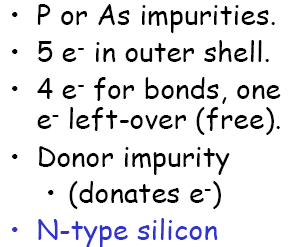 • P or As impurities.
• 5 e⁻ in outer shell.
• 4 e⁻ for bonds, one
e⁻ left-over (free).
• Donor impurity
• (donates e⁻)
• N-type silicon